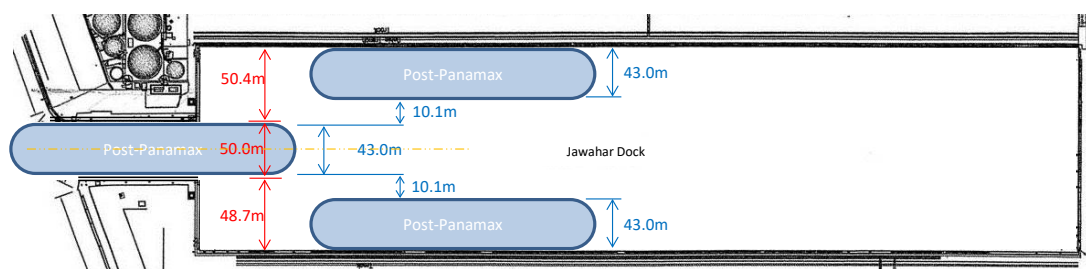 50.4m
Post-Panamax
43.0m
10.1m
Post-Panamax
50.0m
43.0m
Jawahar Dock
10.1m
48.7m
Post-Panamax
43.0m